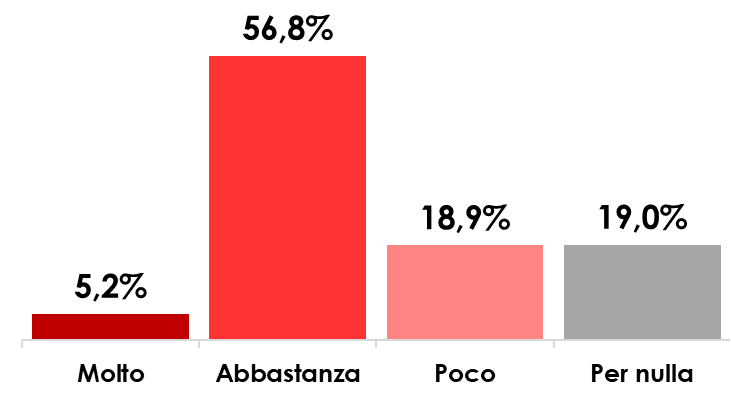 56,8%
18,9%
19,0%
5,2%
Molto
Abbastanza
Poco
Per nulla